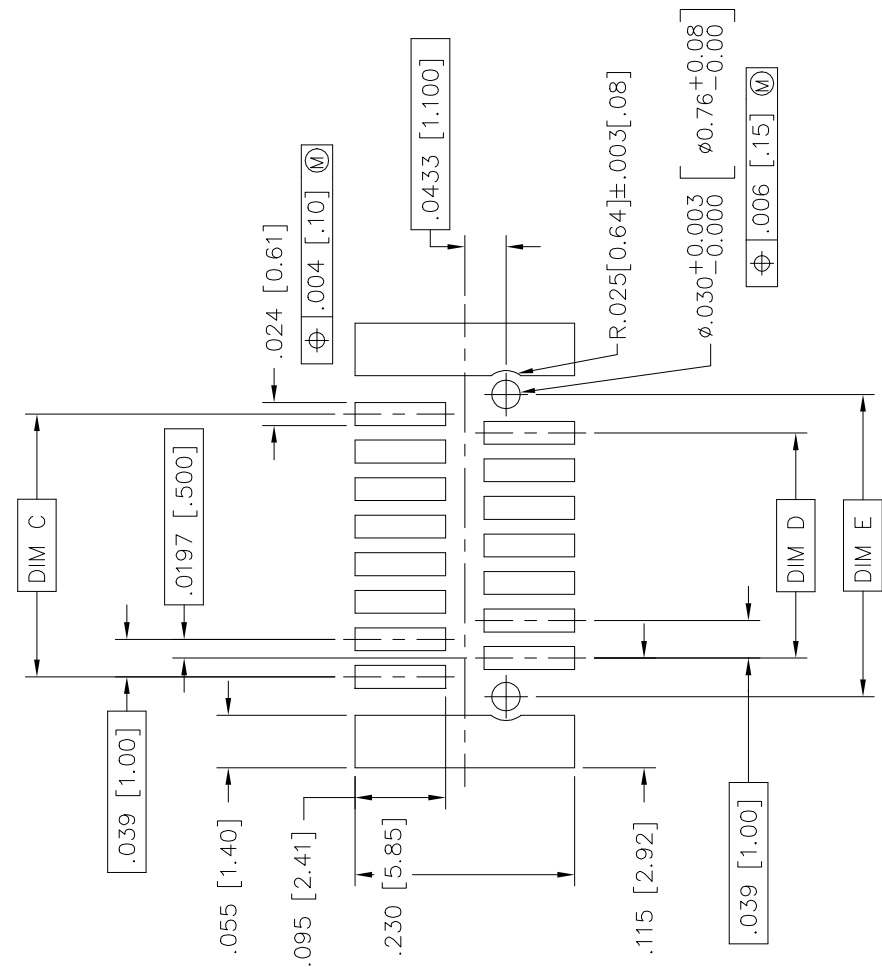 .0433 [1.100]
⌖ .004 [.10] Ⓜ
.024 [0.61]
DIM C
.0197 [.500]
.039 [1.00]
.055 [1.40]
.095 [2.41]
.230 [5.85]
.115 [2.92]
R.025[0.64]±.003[.08]
⌀.030+0.003 -0.000 [⌀0.76+0.08 -0.00]
⌖ .006 [.15] Ⓜ
DIM D
DIM E
.039 [1.00]